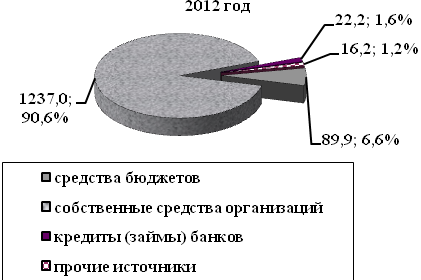 2012 год
22,2; 1,6%
16,2; 1,2%
1237,0;
90,6%
89,9; 6,6%
средства бюджетов
собственные средства организаций
кредиты (займы) банков
прочие источники